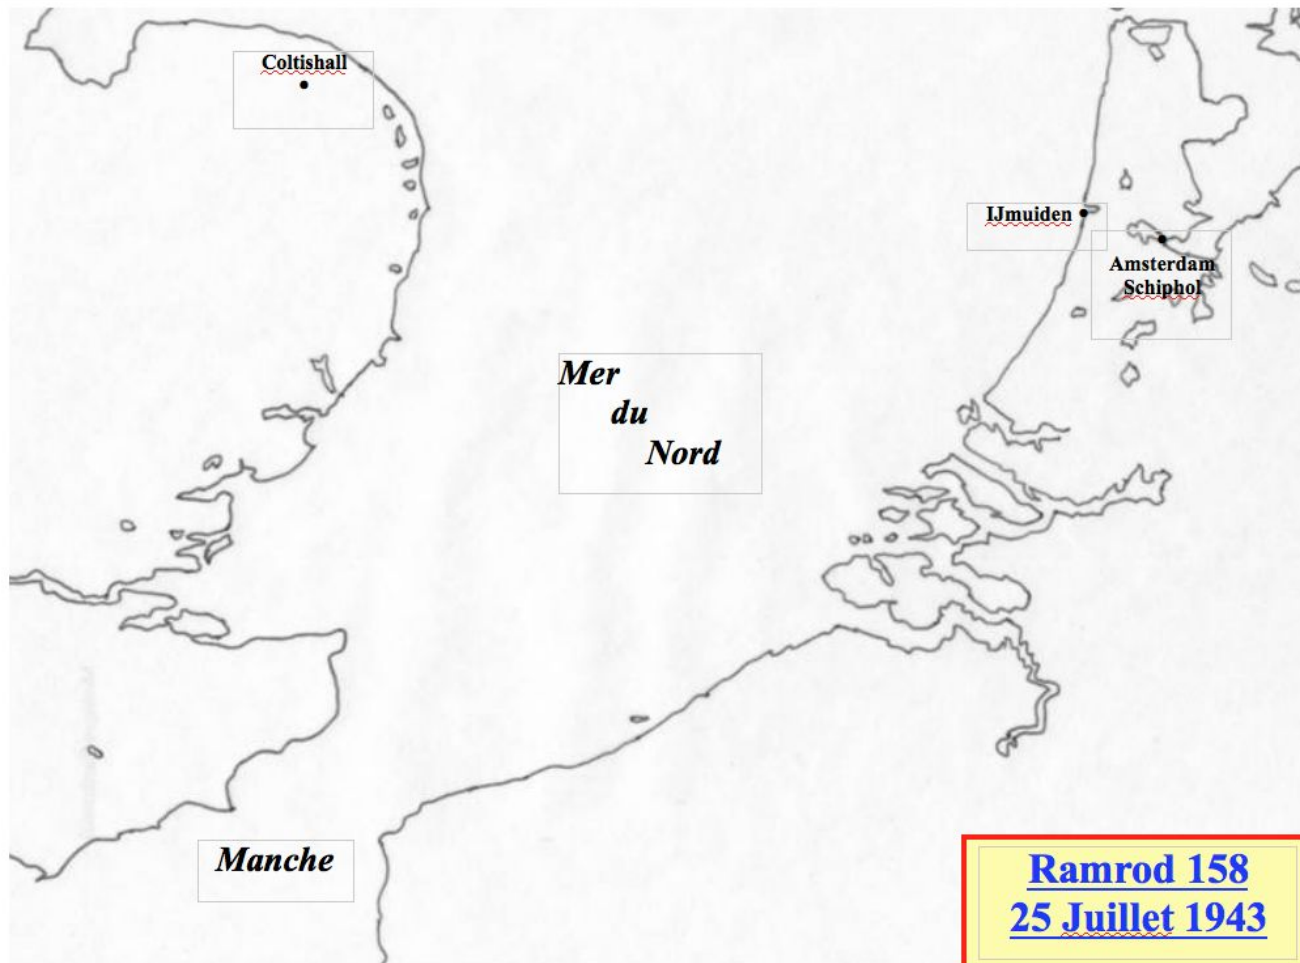 Coltishall
IJmuiden
Amsterdam
Schiphol
Mer
du
Nord
Manche
Ramrod 158
25 Juillet 1943